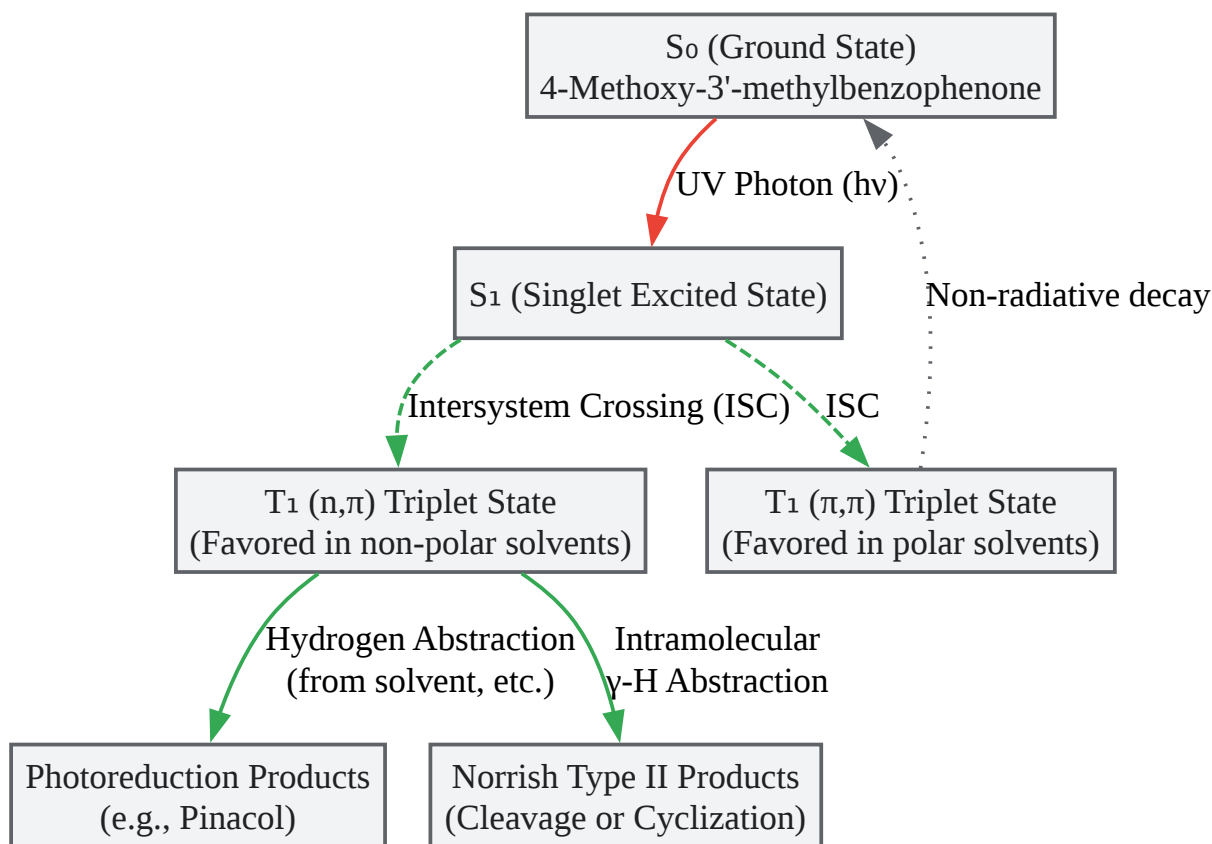 S₀ (Ground State)
4-Methoxy-3'-methylbenzophenone
UV Photon (hν)
S₁ (Singlet Excited State)
Non-radiative decay
Intersystem Crossing (ISC)
ISC
T₁ (n,π) Triplet State
(Favored in non-polar solvents)
T₁ (π,π) Triplet State
(Favored in polar solvents)
Hydrogen Abstraction
(from solvent, etc.)
Intramolecular
γ-H Abstraction
Photoreduction Products
(e.g., Pinacol)
Norrish Type II Products
(Cleavage or Cyclization)